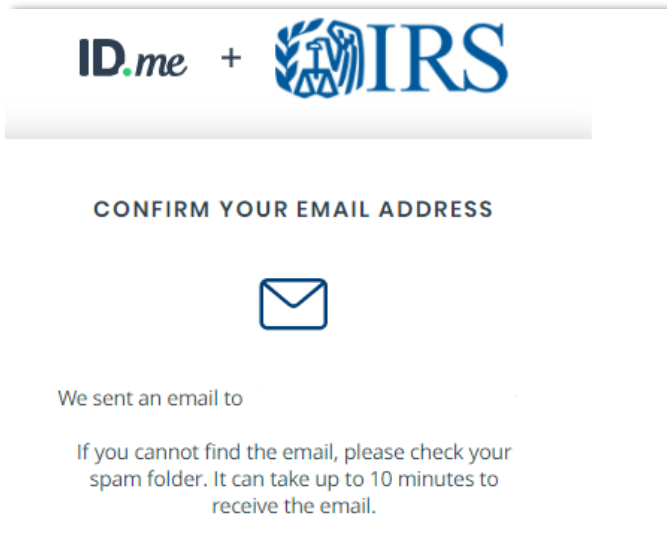 ID.me + IRS
CONFIRM YOUR EMAIL ADDRESS
We sent an email to
If you cannot find the email, please check your
spam folder. It can take up to 10 minutes to
receive the email.